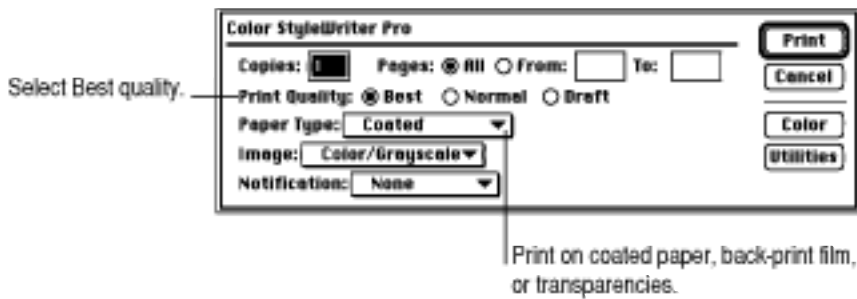 Color StyleWriter Pro
Print
Copies: 1 Pages: All From: To:
Cancel
Select Best quality.
Print Quality: Best Normal Draft
Paper Type: Coated
Color
Image: Color/Grayscale
Utilities
Notification: None
Print on coated paper, back-print film,
or transparencies.